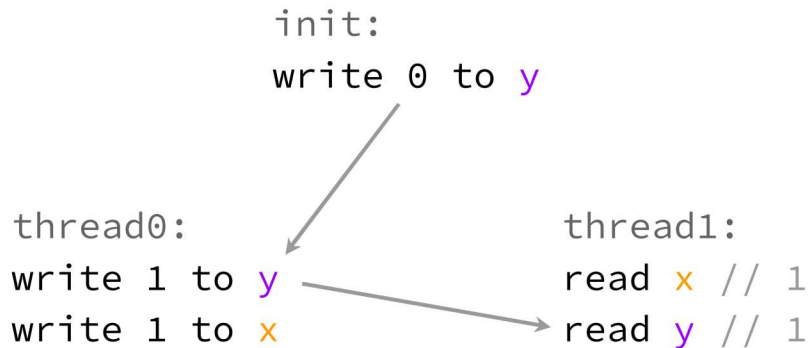 init:
write 0 to y
thread0:
write 1 to y
write 1 to x
thread1:
read x // 1
read y // 1